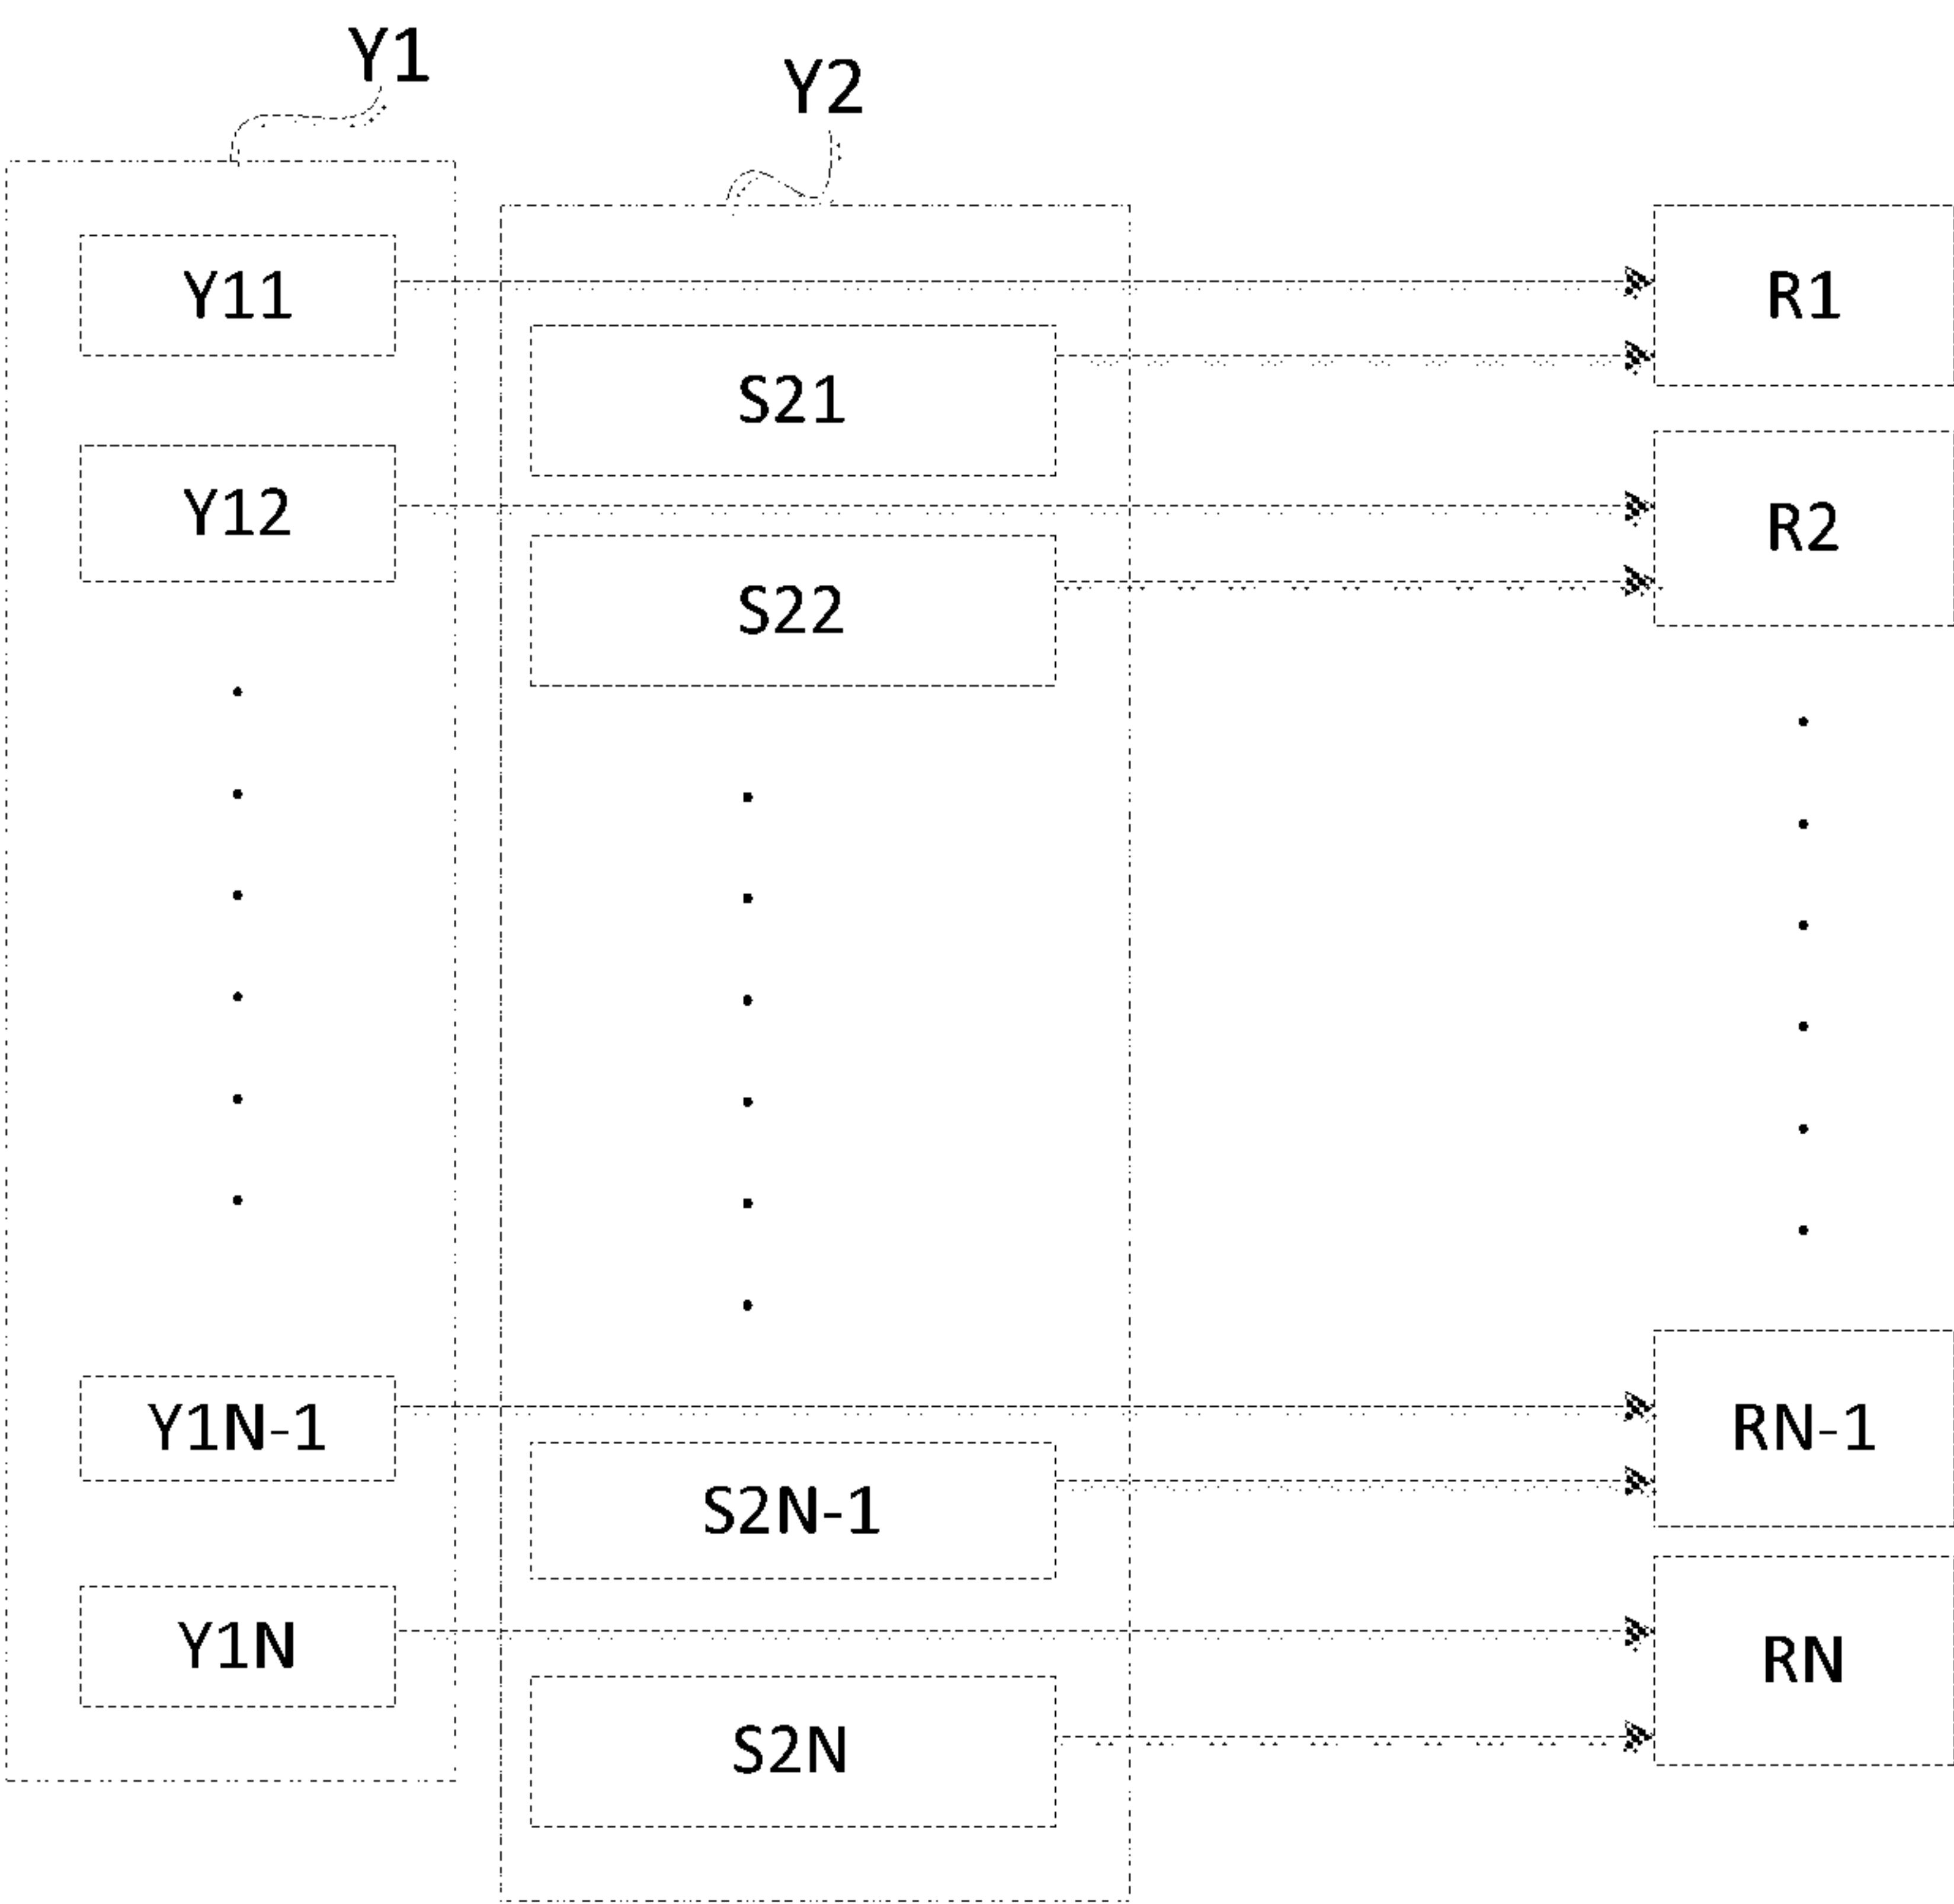 Y1
Y2
Y11
R1
S21
Y12
R2
S22
Y1N-1
RN-1
S2N-1
Y1N
RN
S2N